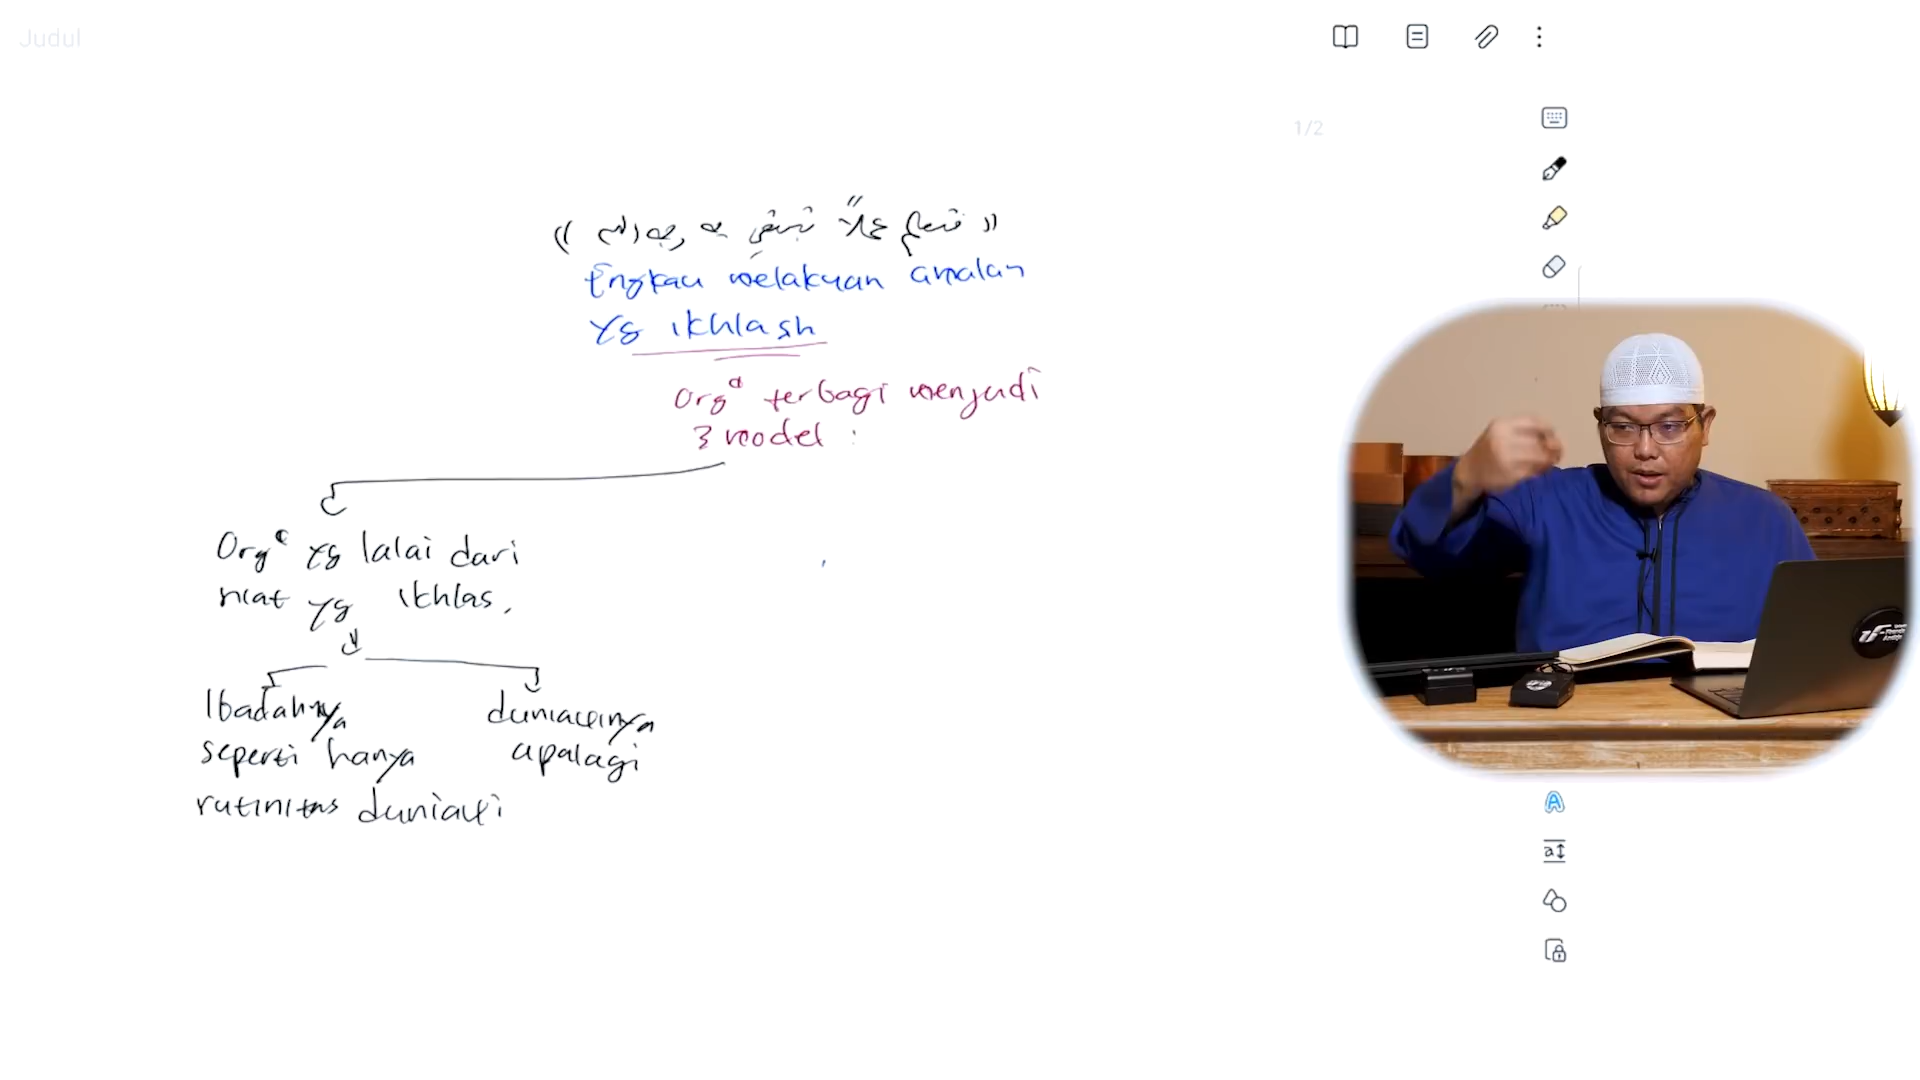 Judul
1/2
« فتعمل عملاً تبتغي به وجه الله »
Engkau melakukan amalan
yg ikhlash
Org² terbagi menjadi
3 model :
Org² yg lalai dari
niat yg ikhlas,
Ibadahnya
seperti hanya
rutinitas duniawi
duniawinya
apalagi